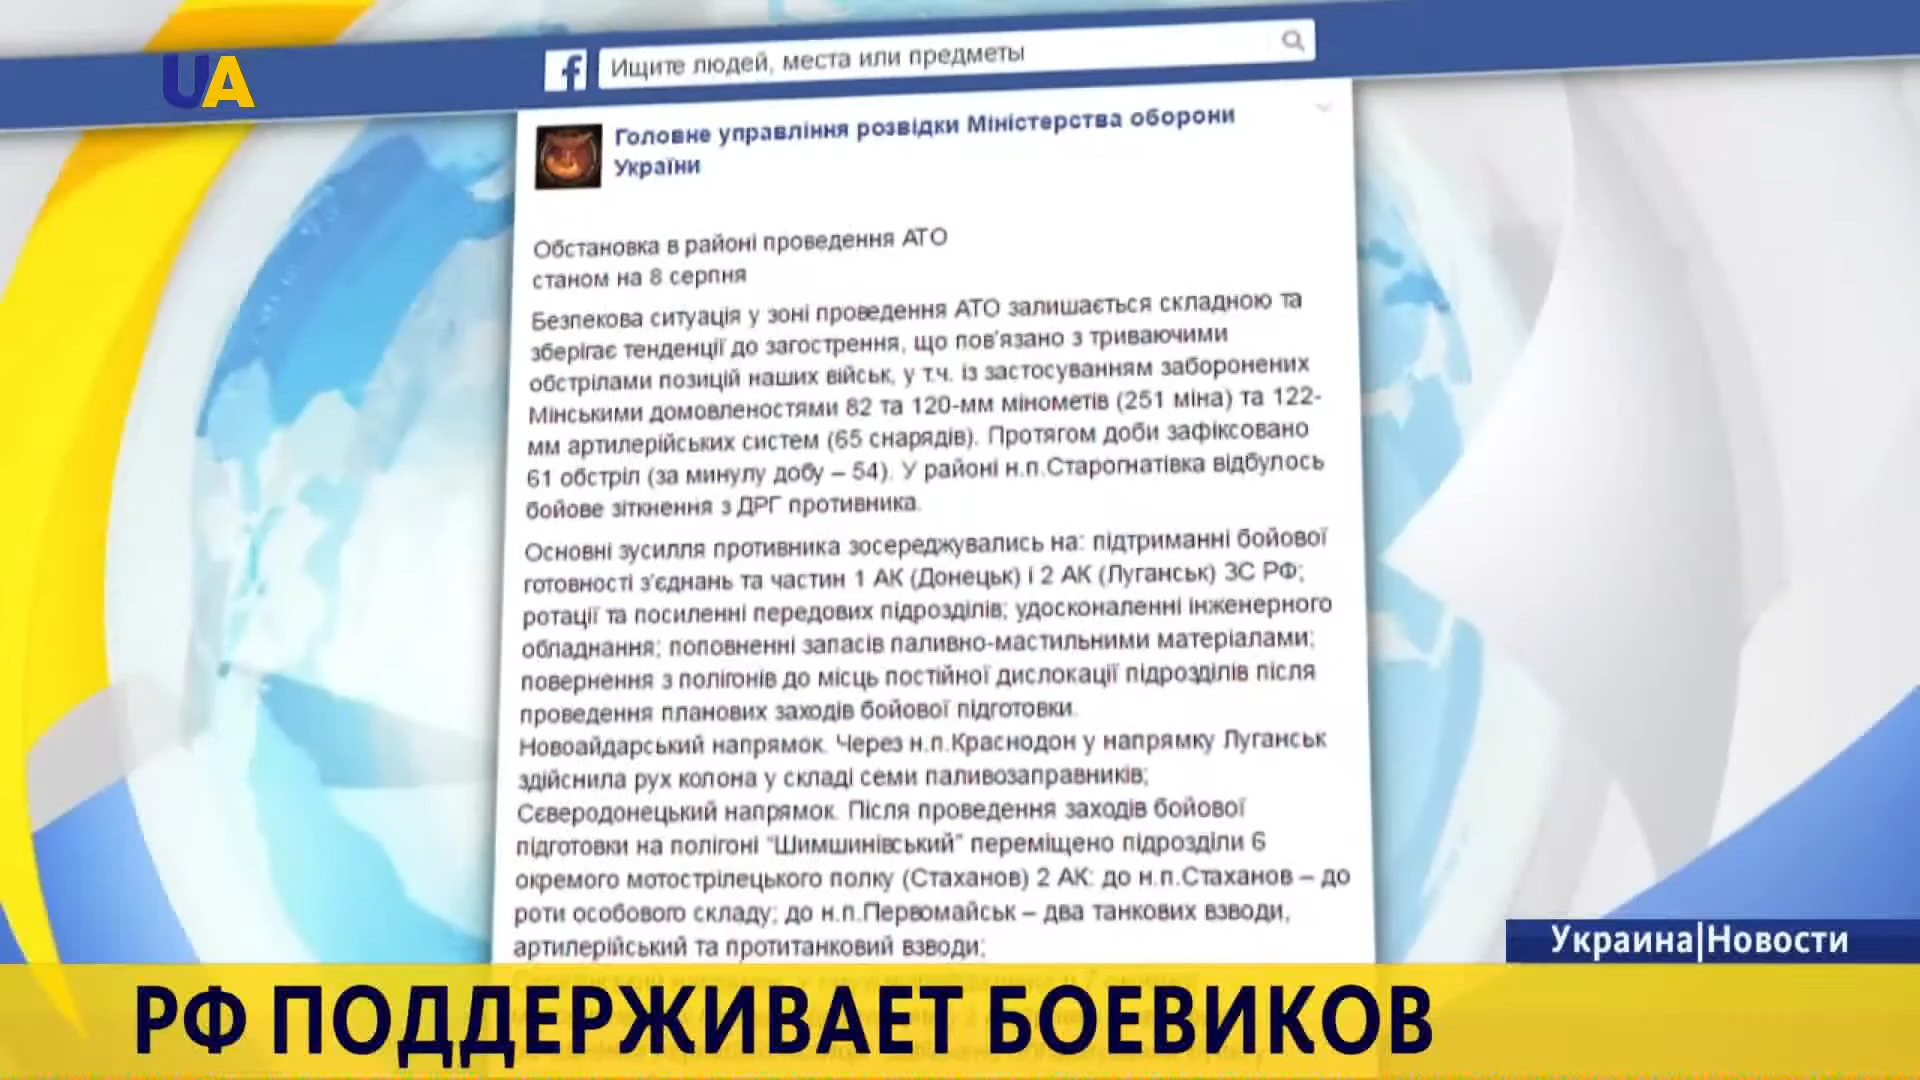 UA
Ищите людей, места или предметы
Головне управління розвідки Міністерства оборони
України
Обстановка в районі проведення АТО
станом на 8 серпня
Безпекова ситуація у зоні проведення АТО залишається складною та
зберігає тенденції до загострення, що пов'язано з триваючими
обстрілами позицій наших військ, у т.ч. із застосуванням заборонених
Мінськими домовленостями 82 та 120-мм мінометів (251 міна) та 122-
мм артилерійських систем (65 снарядів). Протягом доби зафіксовано
61 обстріл (за минулу добу – 54). У районі н.п.Старогнатівка відбулось
бойове зіткнення з ДРГ противника.
Основні зусилля противника зосереджувались на: підтриманні бойової
готовності з'єднань та частин 1 АК (Донецьк) і 2 АК (Луганськ) ЗС РФ;
ротації та посиленні передових підрозділів; удосконаленні інженерного
обладнання; поповненні запасів паливно-мастильними матеріалами;
повернення з полігонів до місць постійної дислокації підрозділів після
проведення планових заходів бойової підготовки.
Новоайдарський напрямок. Через н.п.Краснодон у напрямку Луганськ
здійснила рух колона у складі семи паливозаправників;
Сєверодонецький напрямок. Після проведення заходів бойової
підготовки на полігоні "Шимшинівський" переміщено підрозділи 6
окремого мотострілецького полку (Стаханов) 2 АК: до н.п.Стаханов – до
роти особового складу; до н.п.Первомайськ – два танкових взводи,
артилерійський та протитанковий взводи;
Украина|Новости
РФ ПОДДЕРЖИВАЕТ БОЕВИКОВ